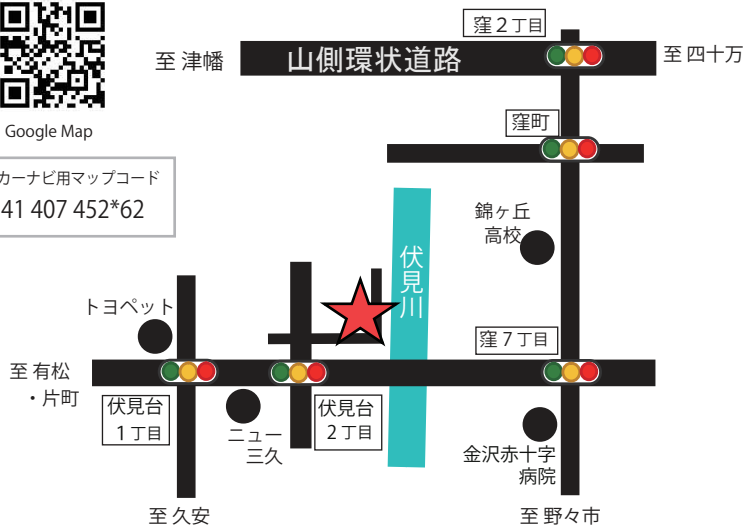 窪２丁目
至 津幡
山側環状道路
至 四十万
Google Map
窪町
カーナビ用マップコード
41 407 452*62
錦ヶ丘
高校
伏見川
トヨペット
窪７丁目
至 有松
・片町
伏見台
１丁目
ニュー
三久
伏見台
２丁目
金沢赤十字
病院
至 久安
至 野々市